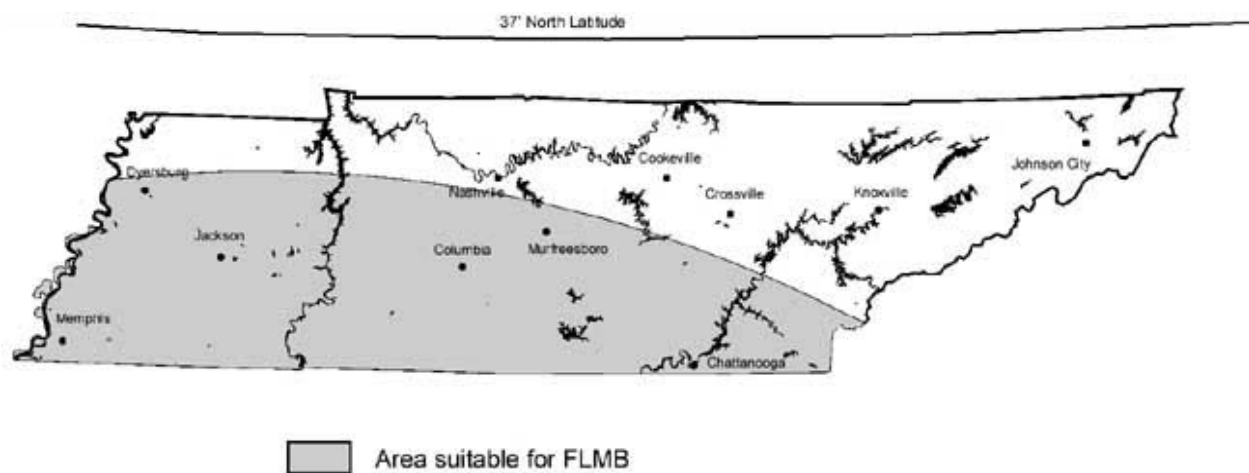 37° North Latitude
Dyersburg
Nashville
Cookeville
Crossville
Knoxville
Johnson City
Jackson
Columbia
Murfreesboro
Memphis
Chattanooga
Area suitable for FLMB